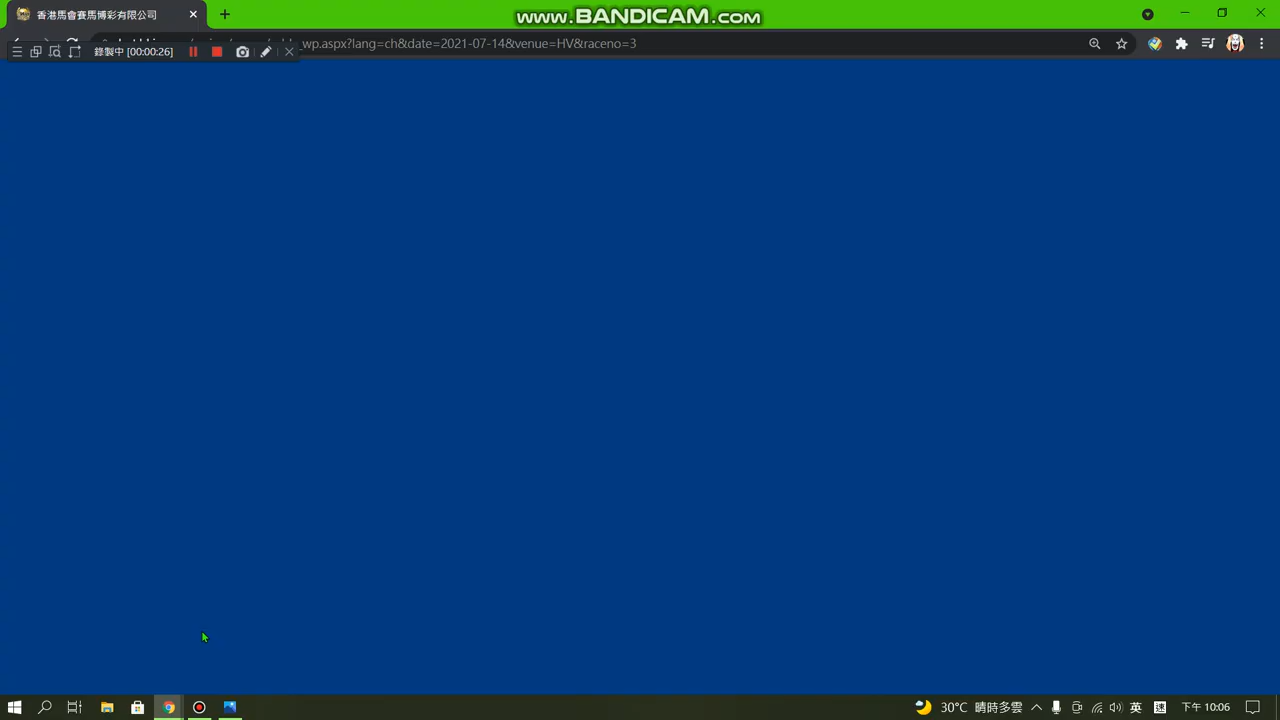 香港馬會賽馬博彩有限公司
www.BANDICAM.com
wp.aspx?lang=ch&date=2021-07-14&venue=HV&raceno=3
錄製中 [00:00:26]
30°C 晴時多雲
英
速
下午 10:06